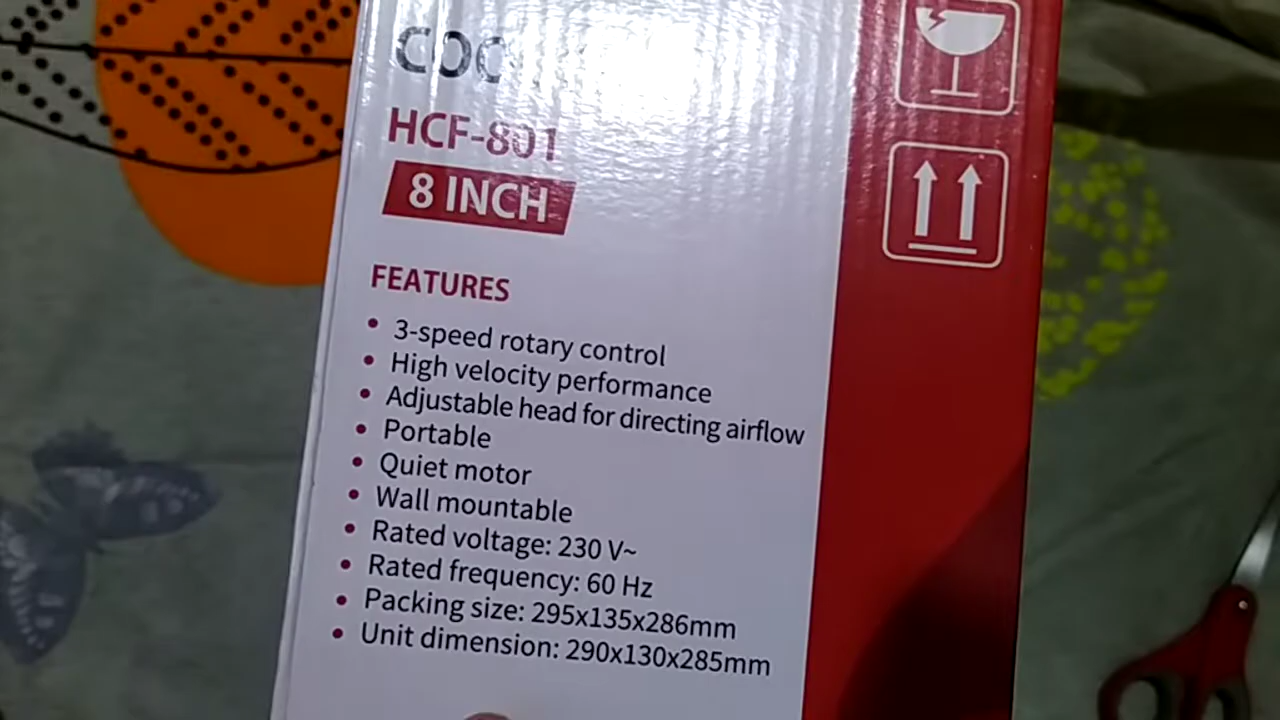 HCF-801
8 INCH
FEATURES
• 3-speed rotary control
• High velocity performance
• Adjustable head for directing airflow
• Portable
• Quiet motor
• Wall mountable
• Rated voltage: 230 V~
• Rated frequency: 60 Hz
• Packing size: 295x135x286mm
• Unit dimension: 290x130x285mm